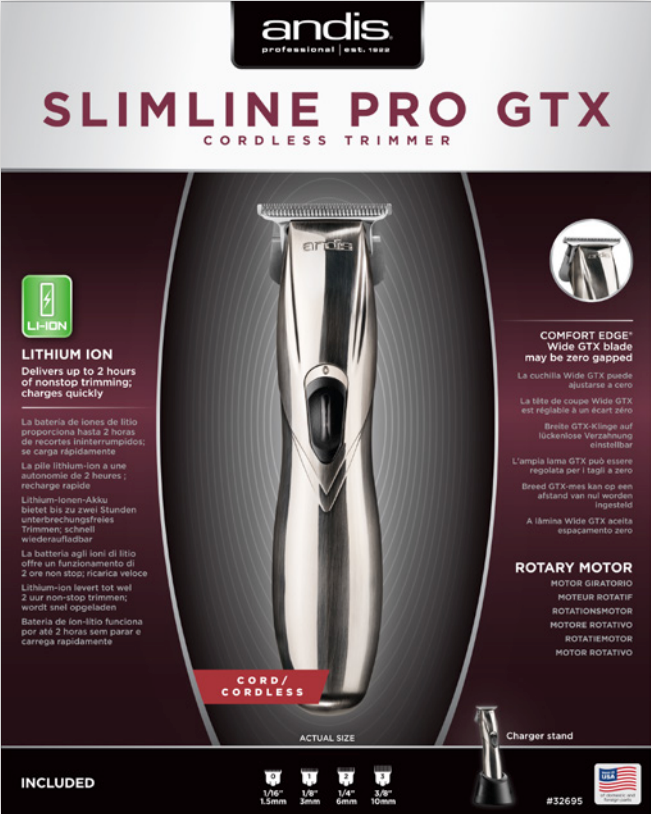 andis
professional | est. 1922
SLIMLINE PRO GTX
CORDLESS TRIMMER
andis
LI-ION
LITHIUM ION
Delivers up to 2 hours
of nonstop trimming;
charges quickly
La bateria de iones de litio
proporciona hasta 2 horas
de recortes ininterrumpidos;
se carga rápidamente
La pile lithium-ion a une
autonomie de 2 heures ;
recharge rapide
Lithium-Ionen-Akku
bietet bis zu zwei Stunden
unterbrechungsfreies
Trimmen; schnell
wiederaufladbar
La batteria agli ioni di litio
offre un funzionamento di
2 ore non stop; ricarica veloce
Lithium-ion levert tot wel
2 uur non-stop trimmen;
wordt snel opgeladen
Bateria de íon-lítio funciona
por até 2 horas sem parar e
carrega rapidamente
COMFORT EDGE®
Wide GTX blade
may be zero gapped
La cuchilla Wide GTX puede
ajustarse a cero
La tête de coupe Wide GTX
est réglable à un écart zéro
Breite GTX-Klinge auf
lückenlose Verzahnung
einstellbar
L'ampia lama GTX può essere
regolata per i tagli a zero
Breed GTX-mes kan op een
afstand van nul worden
ingesteld
A lâmina Wide GTX aceita
espaçamento zero
ROTARY MOTOR
MOTOR GIRATORIO
MOTEUR ROTATIF
ROTATIONSMOTOR
MOTORE ROTATIVO
ROTATIEMOTOR
MOTOR ROTATIVO
CORD/
CORDLESS
ACTUAL SIZE
Charger stand
INCLUDED
0 1 2 3
1/16" 1/8" 1/4" 3/8"
1.5mm 3mm 6mm 10mm
#32695
USA
of domestic and
foreign parts